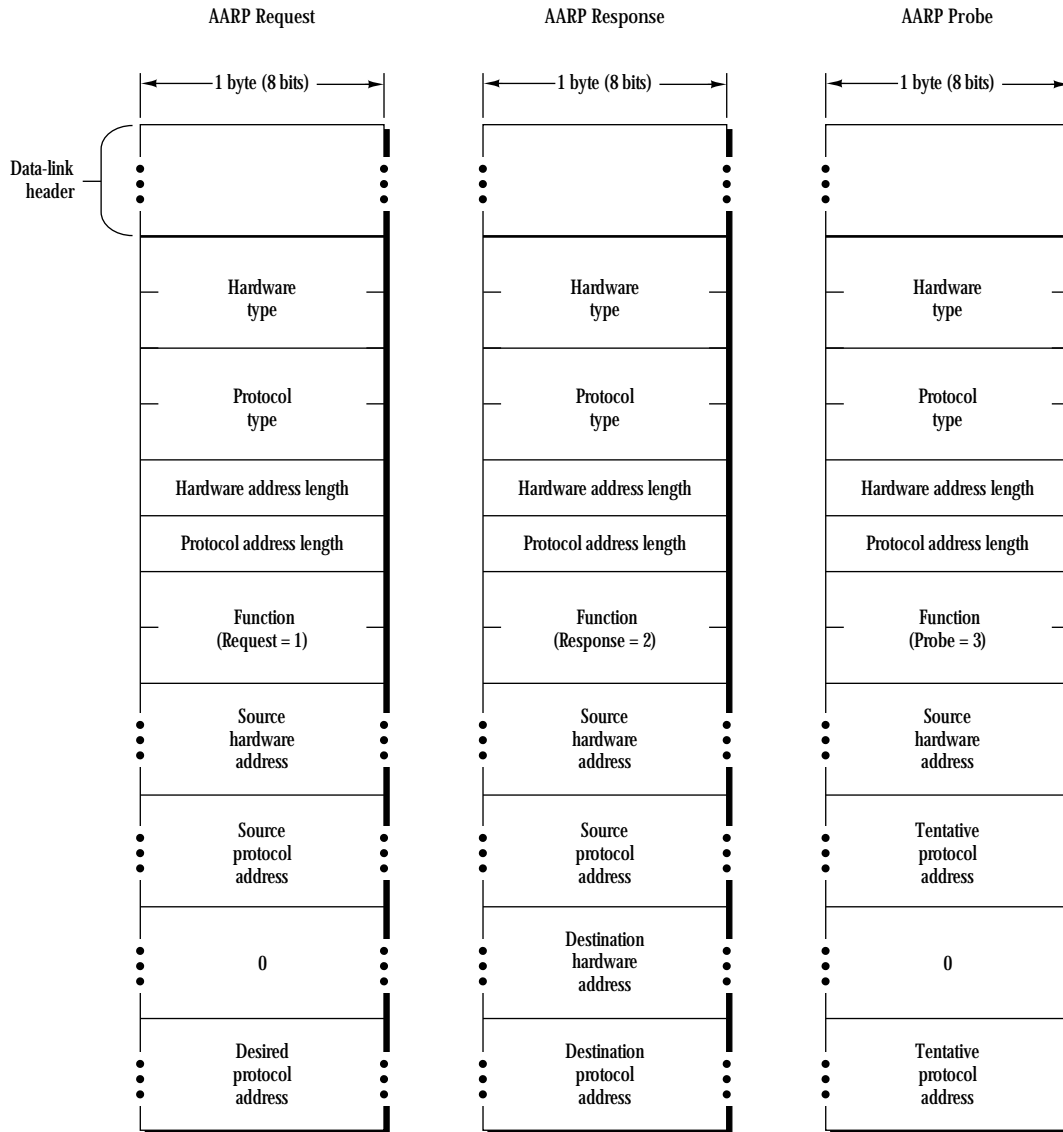 AARP Request AARP Response AARP Probe
1 byte (8 bits) 1 byte (8 bits) 1 byte (8 bits)
Data-link
header
Hardware
type
Hardware
type
Hardware
type
Protocol
type
Protocol
type
Protocol
type
Hardware address length Hardware address length Hardware address length
Protocol address length Protocol address length Protocol address length
Function
(Request = 1)
Function
(Response = 2)
Function
(Probe = 3)
Source
hardware
address
Source
hardware
address
Source
hardware
address
Source
protocol
address
Source
protocol
address
Tentative
protocol
address
0
Destination
hardware
address
0
Desired
protocol
address
Destination
protocol
address
Tentative
protocol
address